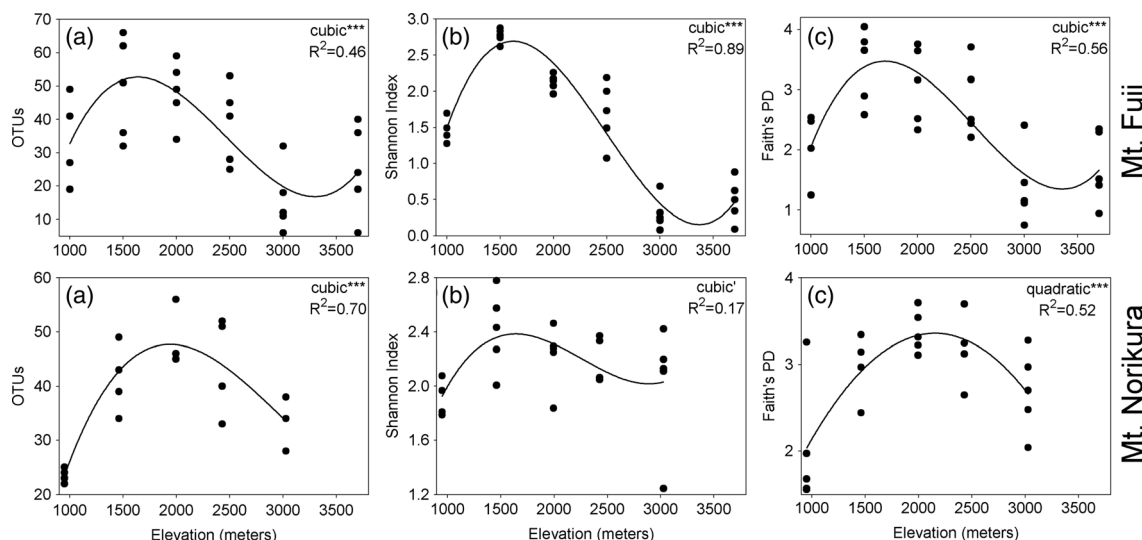 (a)
cubic***
R²=0.46
OTUs
70
60
50
40
30
20
10
1000 1500 2000 2500 3000 3500
(b)
cubic***
R²=0.89
Shannon Index
3.0
2.5
2.0
1.5
1.0
0.5
0.0
1000 1500 2000 2500 3000 3500
(c)
cubic***
R²=0.56
Faith's PD
4
3
2
1
1000 1500 2000 2500 3000 3500
Mt. Fuji
(a)
cubic***
R²=0.70
OTUs
60
50
40
30
20
1000 1500 2000 2500 3000 3500
Elevation (meters)
(b)
cubic'
R²=0.17
Shannon Index
2.8
2.4
2.0
1.6
1.2
1000 1500 2000 2500 3000 3500
Elevation (meters)
(c)
quadratic***
R²=0.52
Faith's PD
4
3
2
1000 1500 2000 2500 3000 3500
Elevation (meters)
Mt. Norikura